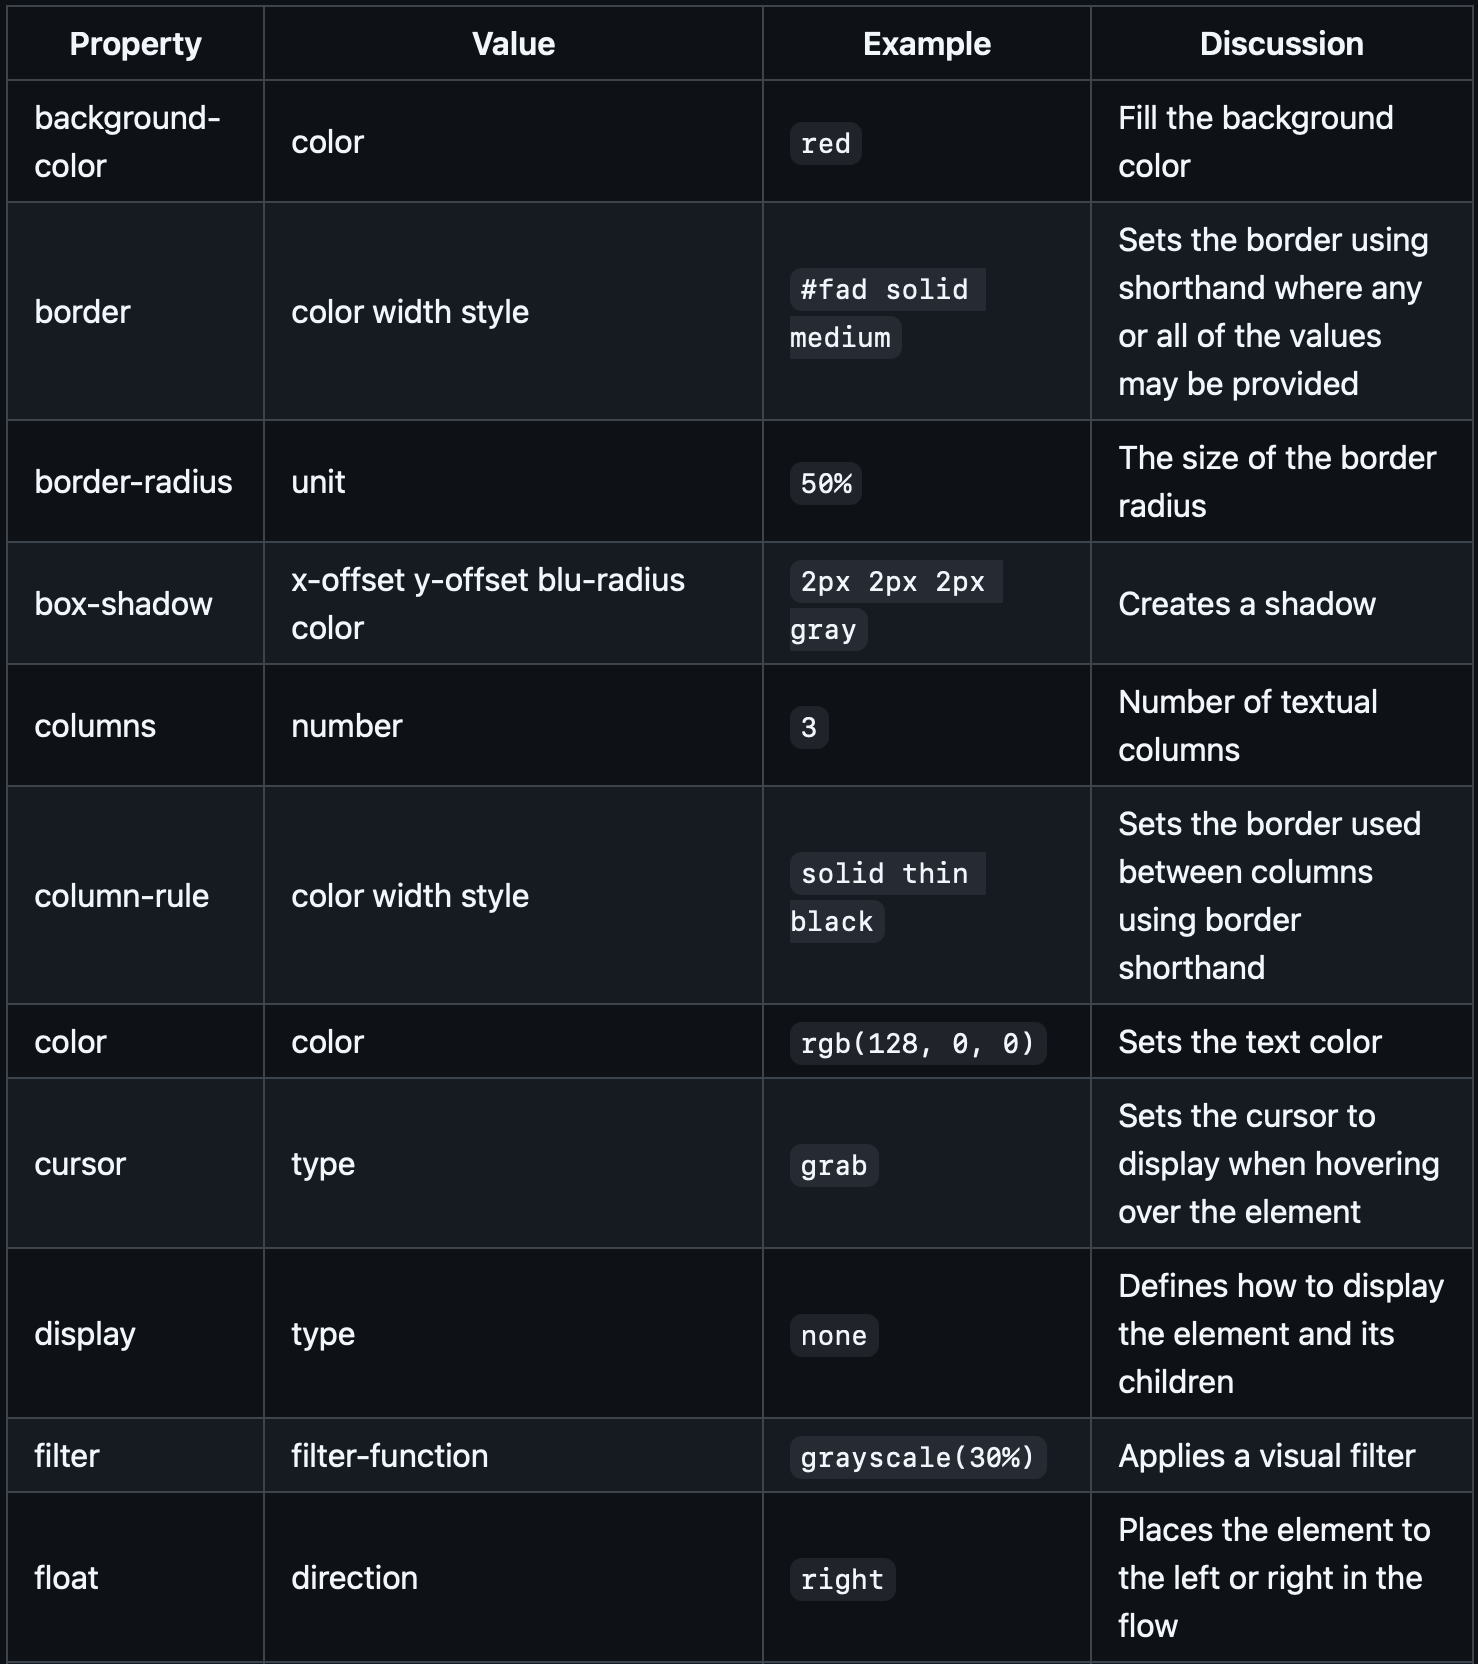 Property Value Example Discussion
background-
color
color
red
Fill the background
color
border
color width style
#fad solid
medium
Sets the border using
shorthand where any
or all of the values
may be provided
border-radius
unit
50%
The size of the border
radius
box-shadow
x-offset y-offset blu-radius
color
2px 2px 2px
gray
Creates a shadow
columns
number
3
Number of textual
columns
column-rule
color width style
solid thin
black
Sets the border used
between columns
using border
shorthand
color
color
rgb(128, 0, 0)
Sets the text color
cursor
type
grab
Sets the cursor to
display when hovering
over the element
display
type
none
Defines how to display
the element and its
children
filter
filter-function
grayscale(30%)
Applies a visual filter
float
direction
right
Places the element to
the left or right in the
flow